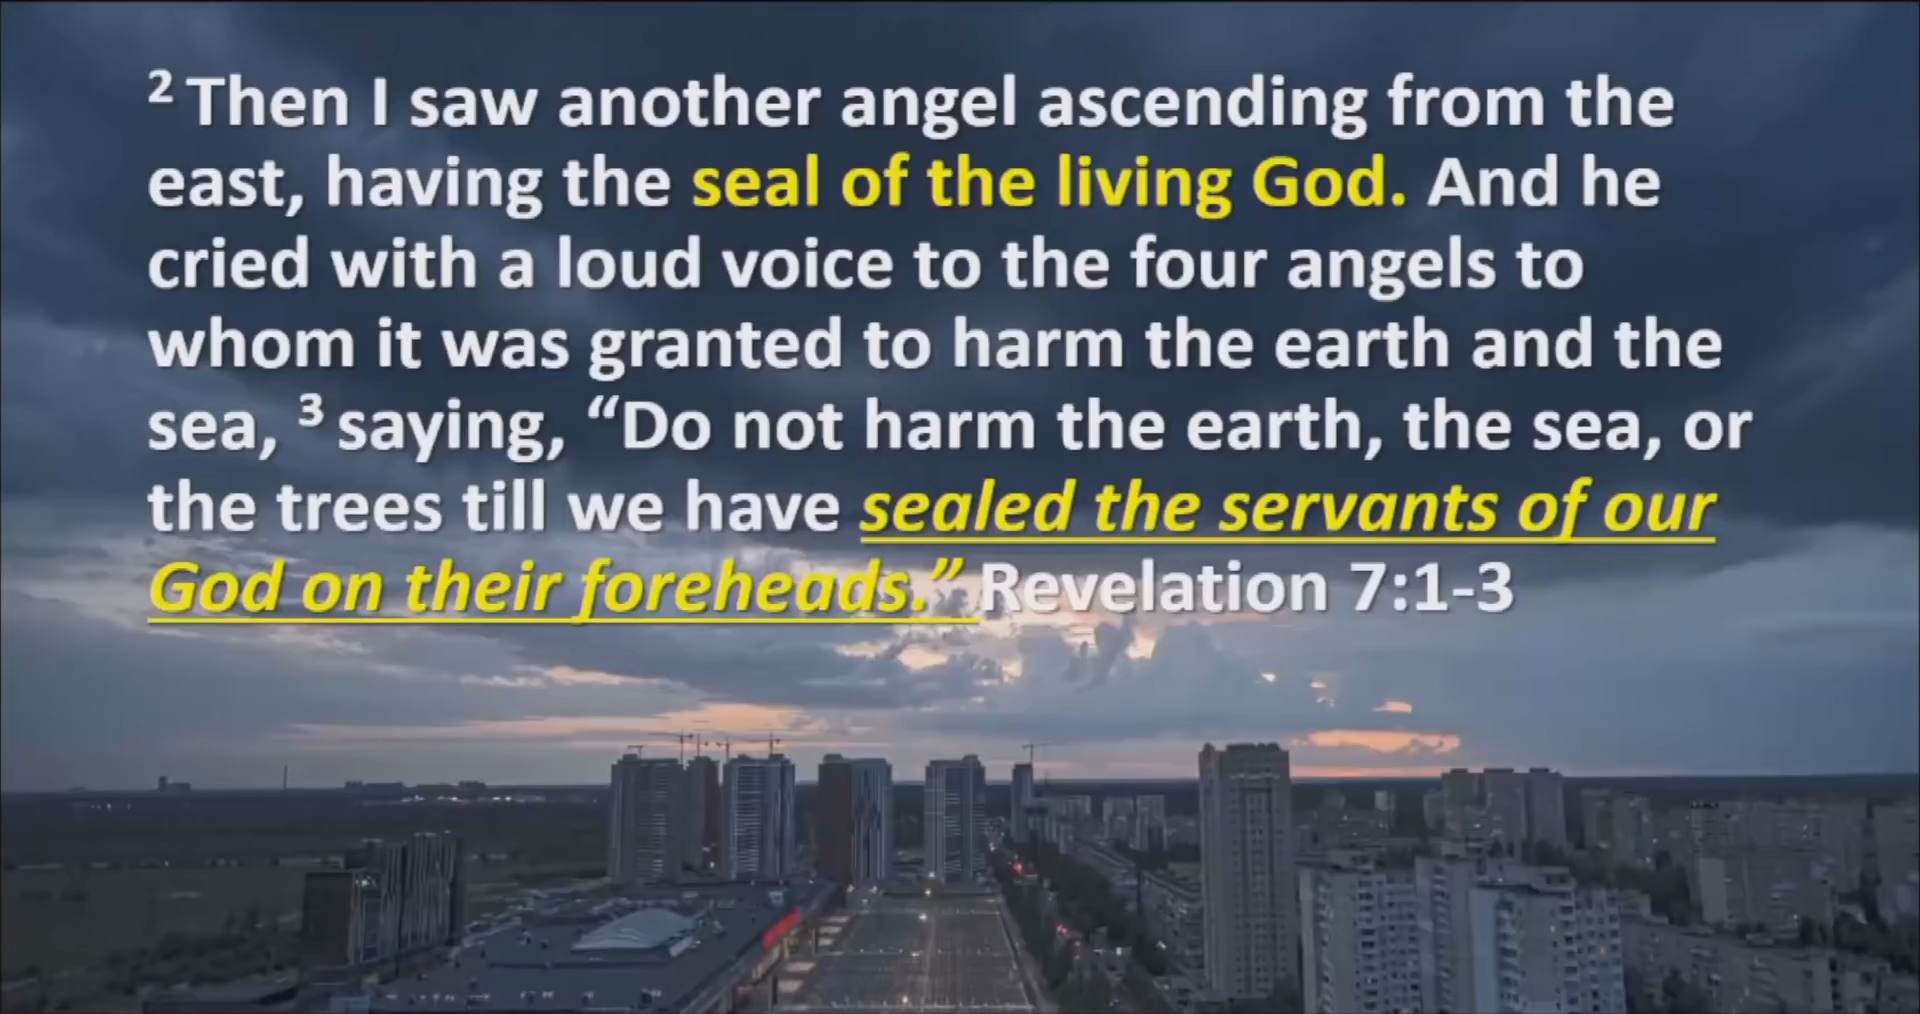 2 Then I saw another angel ascending from the
east, having the seal of the living God. And he
cried with a loud voice to the four angels to
whom it was granted to harm the earth and the
sea, 3 saying, “Do not harm the earth, the sea, or
the trees till we have sealed the servants of our
God on their foreheads.” Revelation 7:1-3